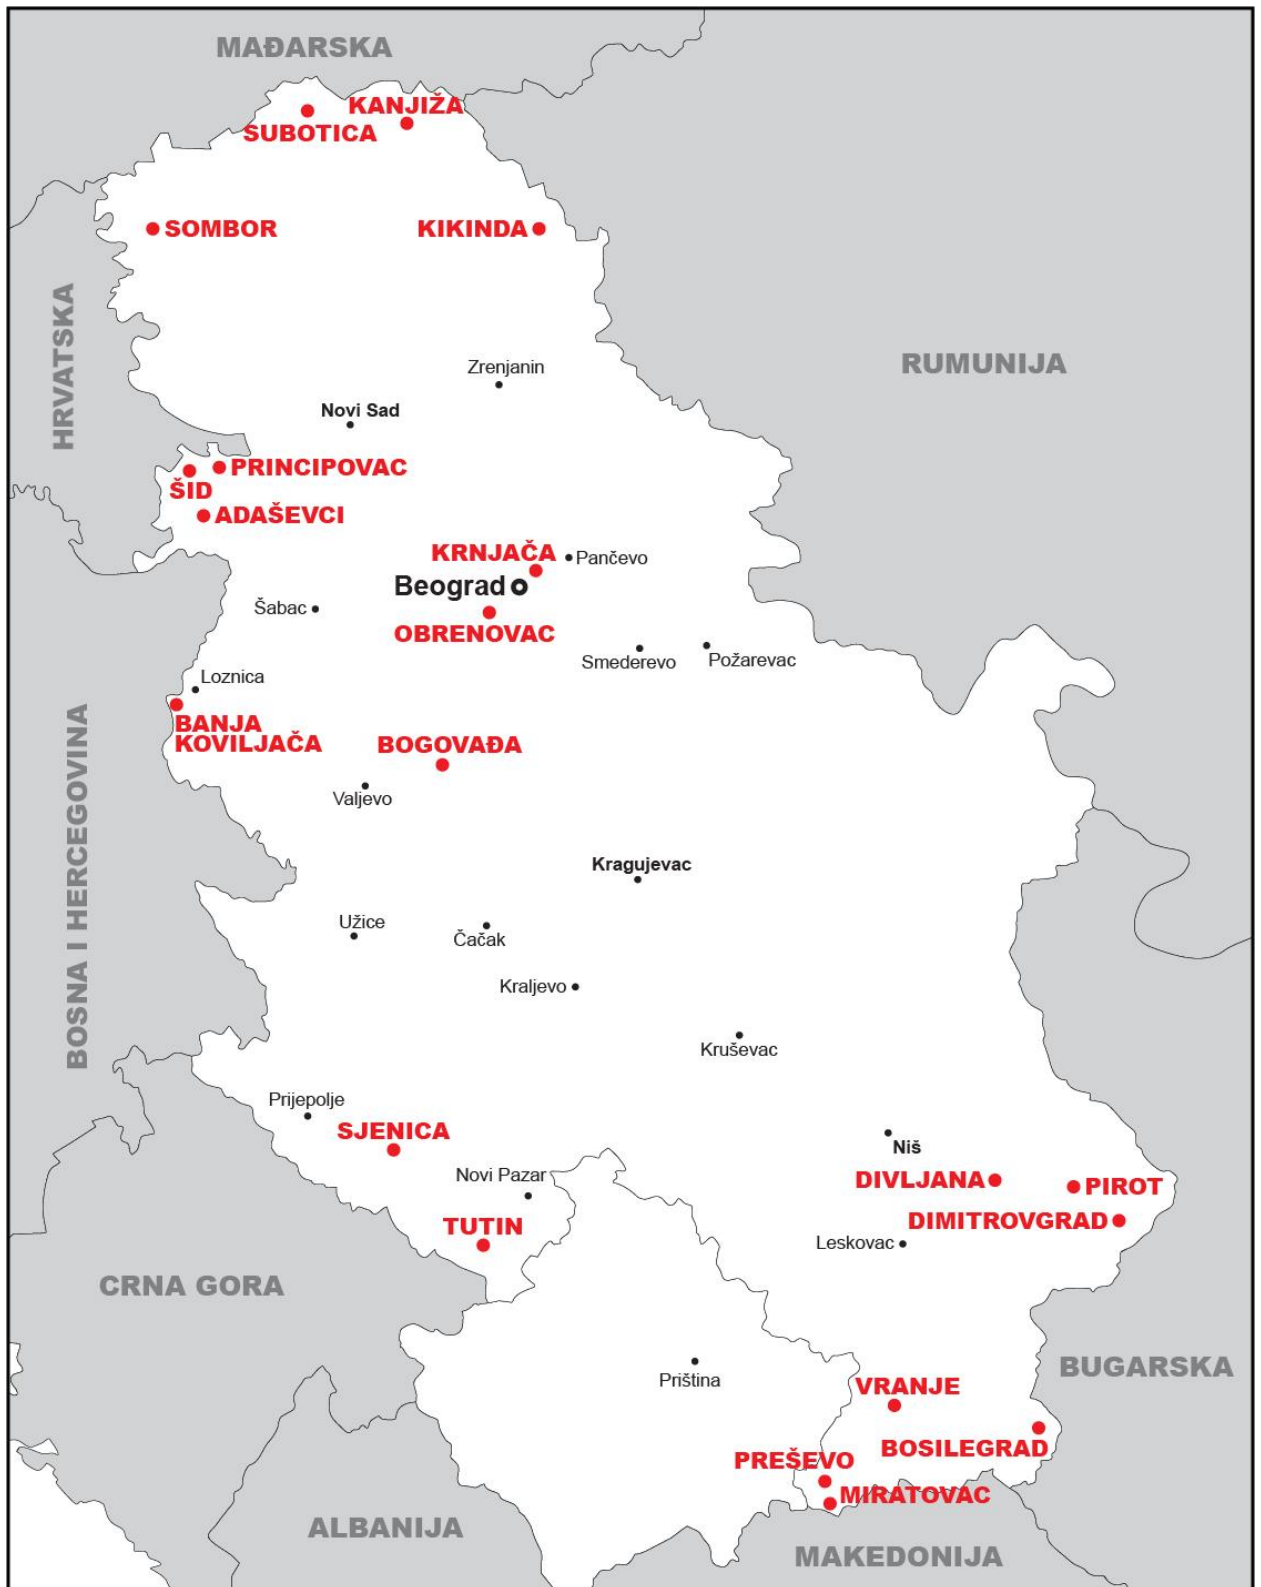 MAĐARSKA
KANJIŽA
SUBOTICA
SOMBOR
KIKINDA
HRVATSKA
RUMUNIJA
Zrenjanin
Novi Sad
PRINCIPOVAC
ŠID
ADAŠEVCI
KRNJAČA
Pančevo
Beograd
Šabac
OBRENOVAC
Smederevo
Požarevac
Loznica
BANJA
KOVILJAČA
BOGOVAĐA
Valjevo
BOSNA I HERCEGOVINA
Kragujevac
Užice
Čačak
Kraljevo
Kruševac
Prijepolje
SJENICA
Niš
Novi Pazar
DIVLJANA
PIROT
TUTIN
DIMITROVGRAD
Leskovac
CRNA GORA
BUGARSKA
Priština
VRANJE
BOSILEGRAD
PREŠEVO
MIRATOVAC
ALBANIJA
MAKEDONIJA